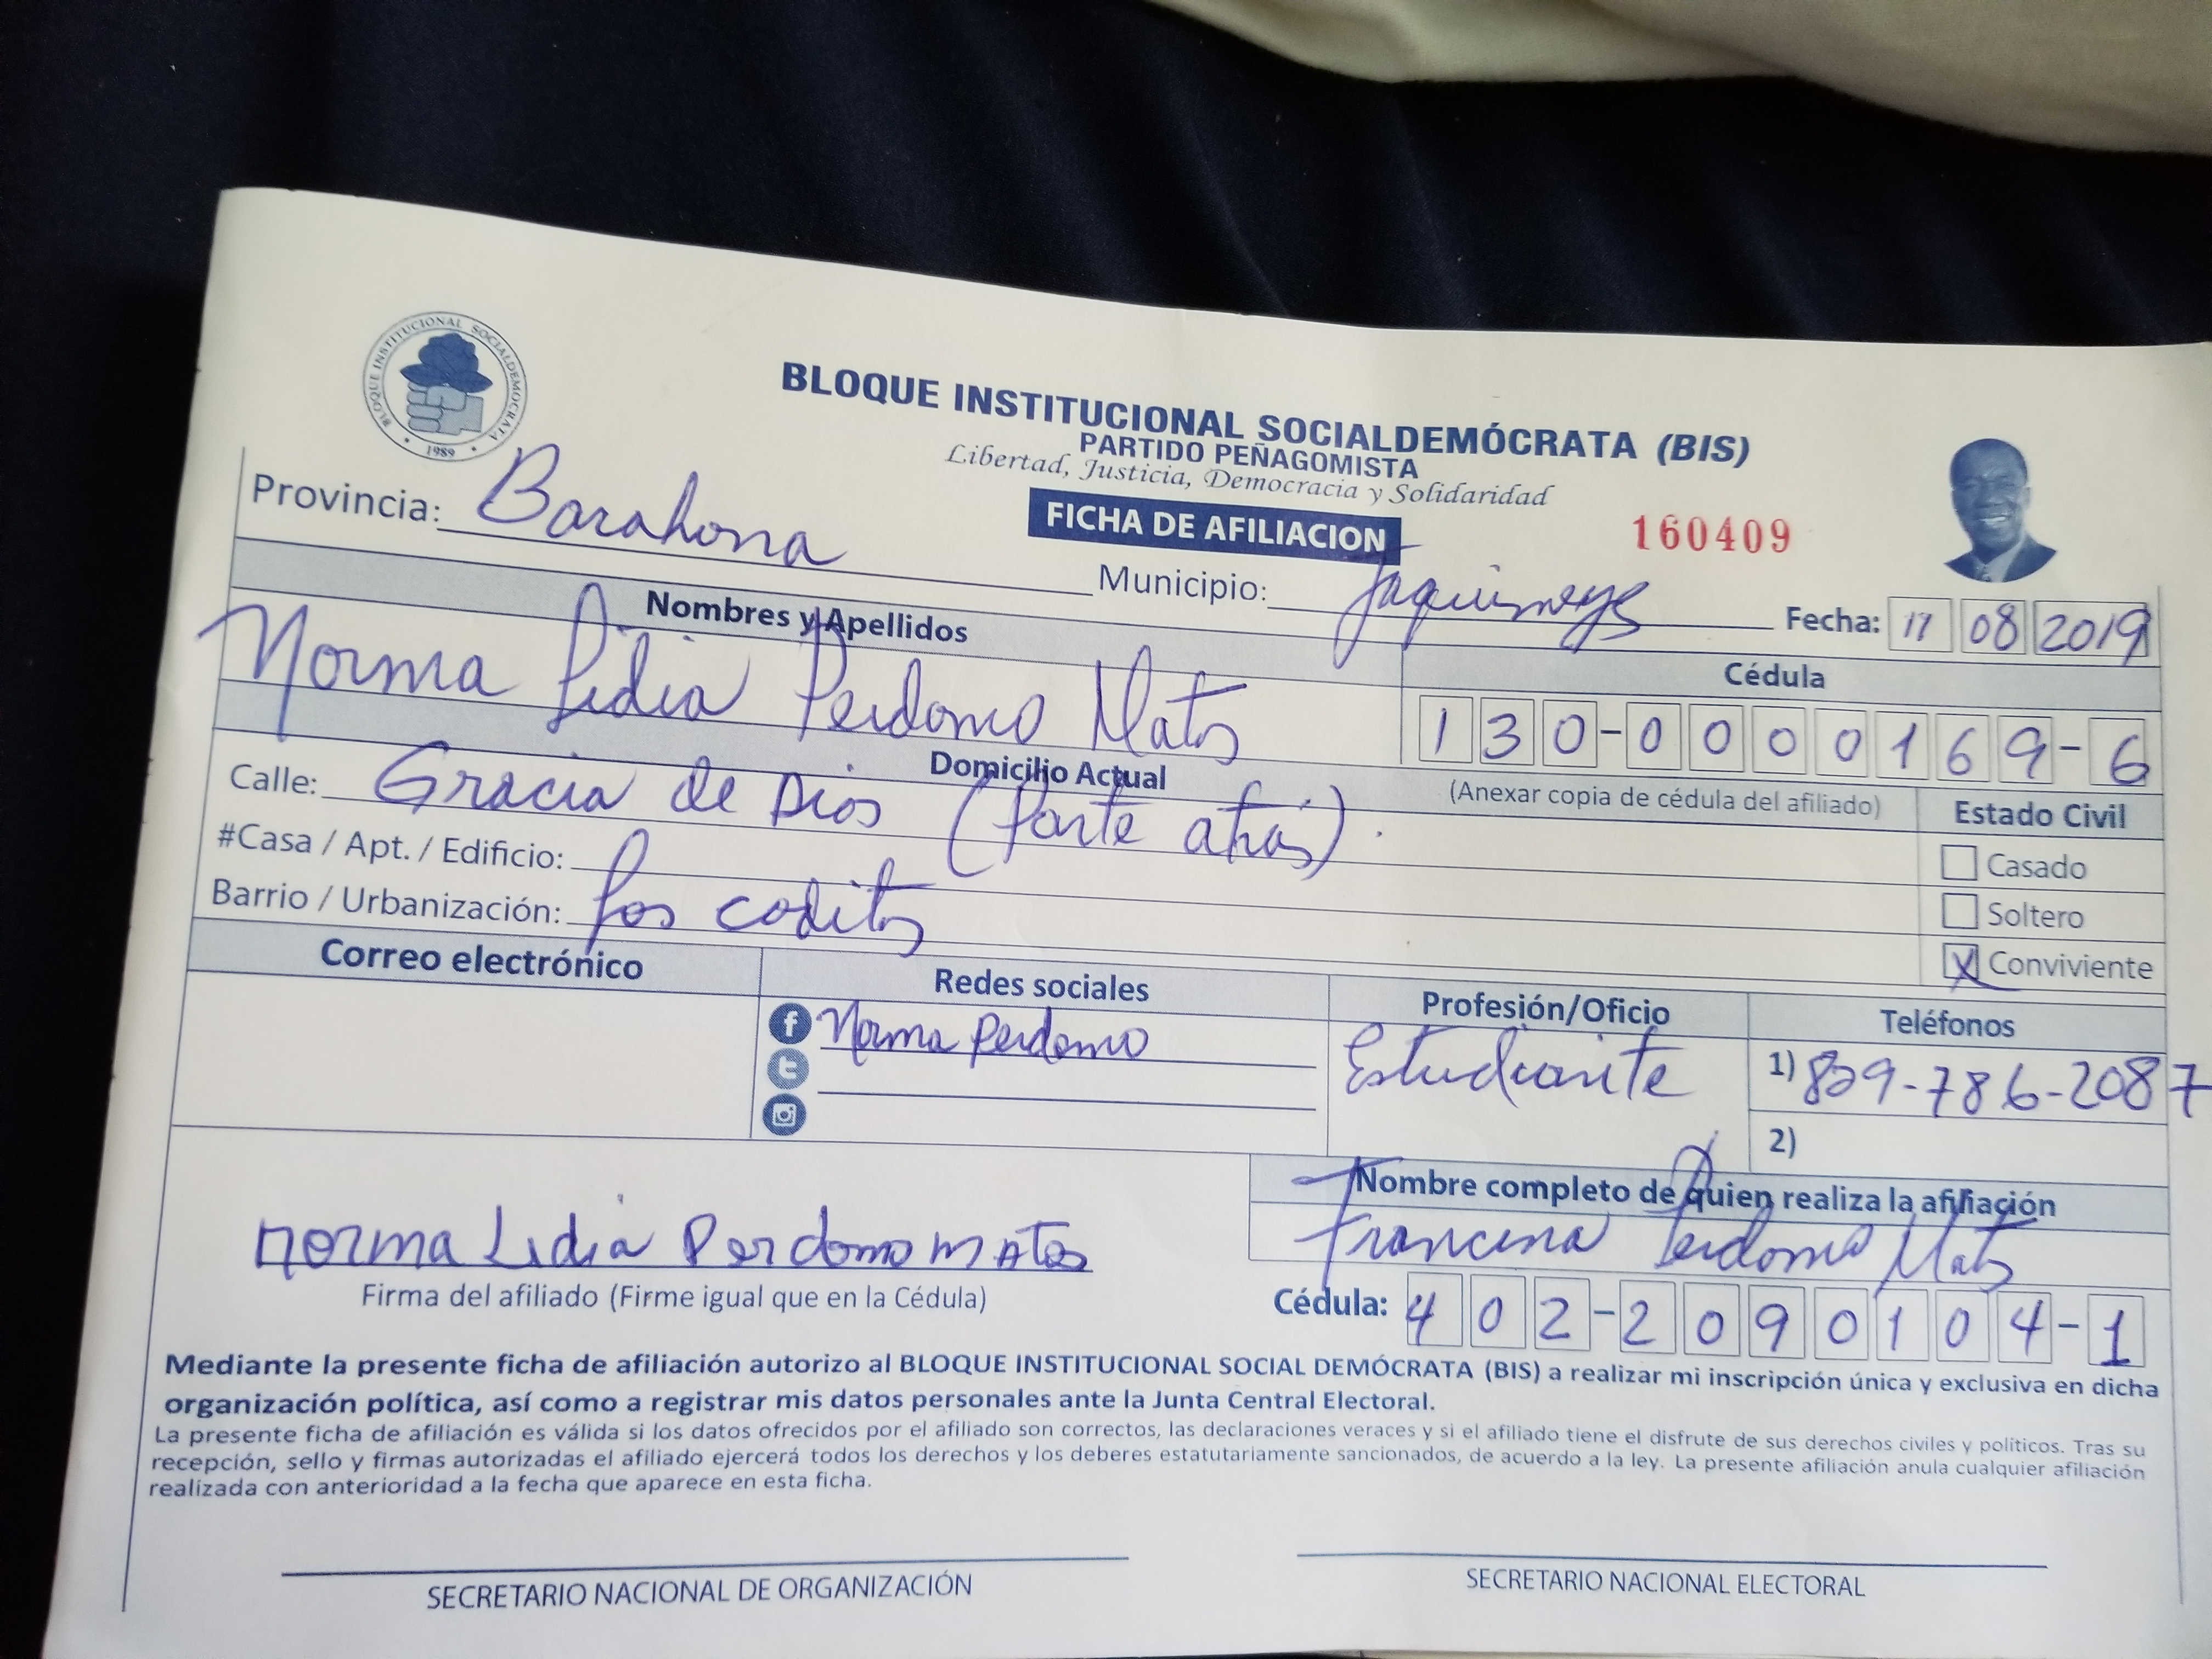 BLOQUE INSTITUCIONAL SOCIALDEMOCRATA
1989
BLOQUE INSTITUCIONAL SOCIALDEMÓCRATA (BIS)
PARTIDO PEÑAGOMISTA
Libertad, Justicia, Democracia y Solidaridad
FICHA DE AFILIACION
160409
Provincia: Barahona
Municipio: Jaquimeys
Fecha: 17 08 2019
Nombres y Apellidos
Norma Lidia Perdomo Matos
Cédula
130-0000169-6
(Anexar copia de cédula del afiliado)
Domicilio Actual
Calle: Gracia de Dios (Parte atras).
#Casa / Apt. / Edificio:
Barrio / Urbanización: Los coditos
Estado Civil
Casado
Soltero
X Conviviente
Correo electrónico
Redes sociales
Norma Perdomo
Profesión/Oficio
Estudiante
Teléfonos
1) 829-786-2087
2)
Nombre completo de quien realiza la afiliación
Francina Perdomo Matos
Cédula: 402-2090104-1
norma Lidia Perdomo matos
Firma del afiliado (Firme igual que en la Cédula)
Mediante la presente ficha de afiliación autorizo al BLOQUE INSTITUCIONAL SOCIAL DEMÓCRATA (BIS) a realizar mi inscripción única y exclusiva en dicha
organización política, así como a registrar mis datos personales ante la Junta Central Electoral.
La presente ficha de afiliación es válida si los datos ofrecidos por el afiliado son correctos, las declaraciones veraces y si el afiliado tiene el disfrute de sus derechos civiles y políticos. Tras su
recepción, sello y firmas autorizadas el afiliado ejercerá todos los derechos y los deberes estatutariamente sancionados, de acuerdo a la ley. La presente afiliación anula cualquier afiliación
realizada con anterioridad a la fecha que aparece en esta ficha.
SECRETARIO NACIONAL DE ORGANIZACIÓN
SECRETARIO NACIONAL ELECTORAL